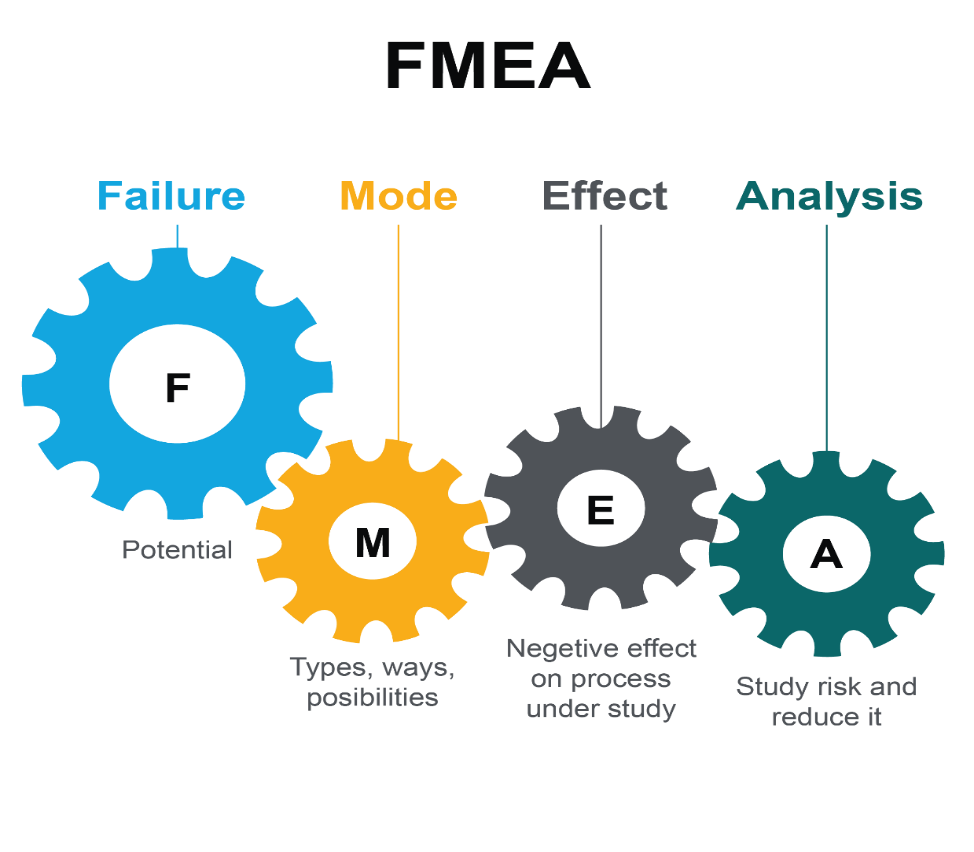 FMEA
Failure
Mode
Effect
Analysis
F
M
E
A
Potential
Types, ways,
posibilities
Negetive effect
on process
under study
Study risk and
reduce it